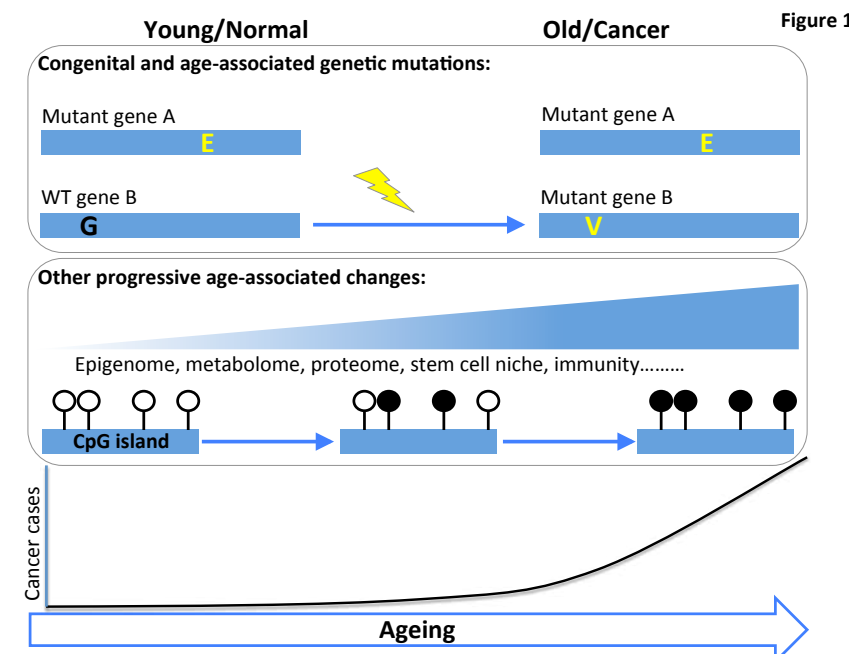 Figure 1
Young/Normal Old/Cancer
Congenital and age-associated genetic mutations:
Mutant gene A Mutant gene A
E E
WT gene B Mutant gene B
G V
Other progressive age-associated changes:
Epigenome, metabolome, proteome, stem cell niche, immunity………
CpG island
Cancer cases
Ageing